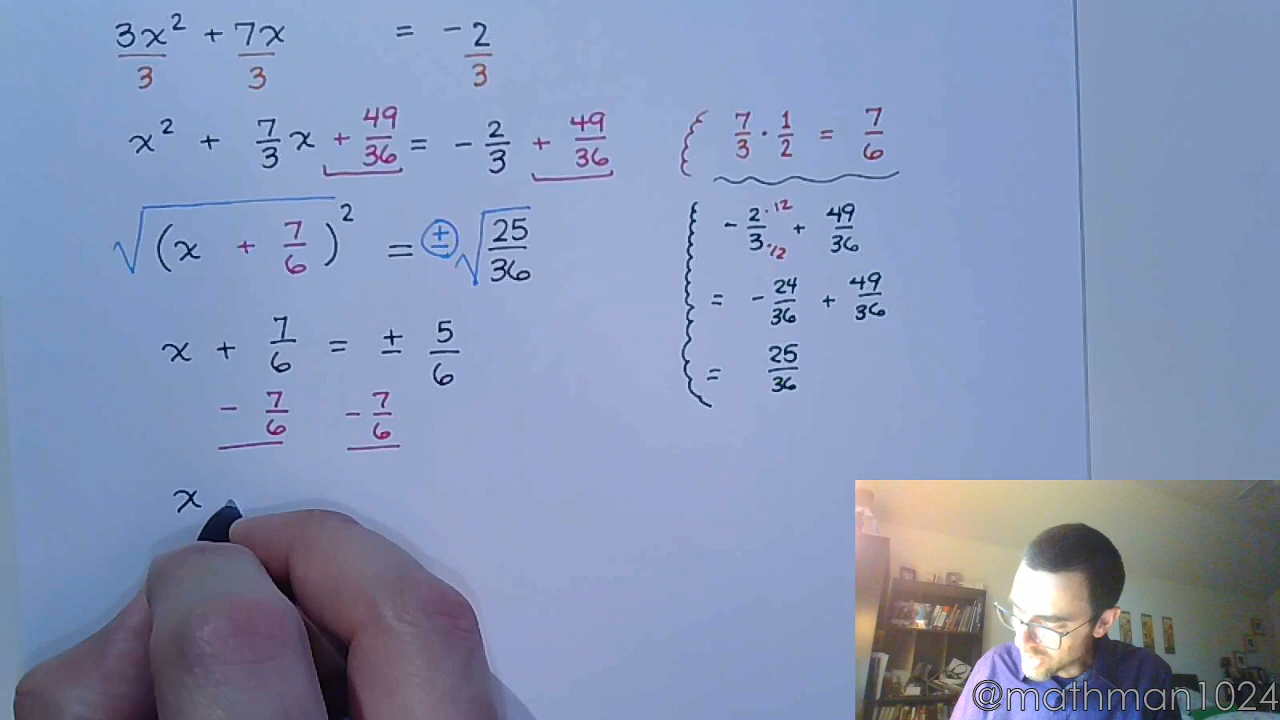 3x² + 7x = -2
3 3 3
x² + 7/3 x + 49/36 = - 2/3 + 49/36
√(x + 7/6)² = ± √25/36
x + 7/6 = ± 5/6
- 7/6 - 7/6
x
7/3 · 1/2 = 7/6
- 2·12/3·12 + 49/36
= - 24/36 + 49/36
= 25/36
@mathman1024